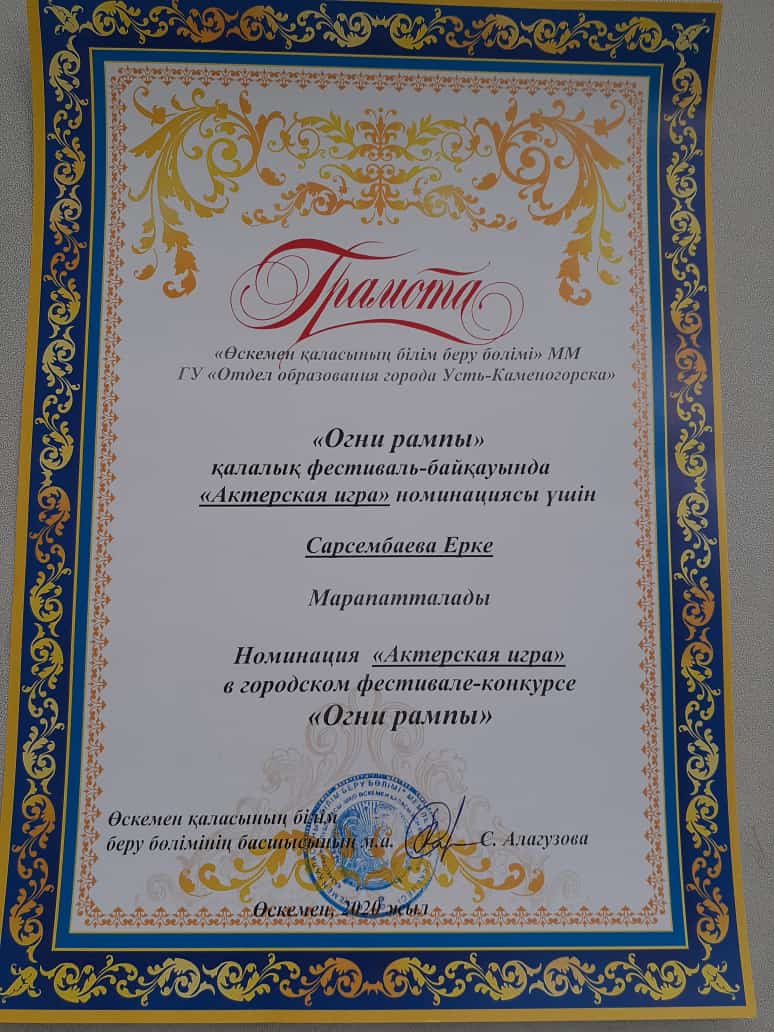 Грамота
«Өскемен қаласының білім беру бөлімі» ММ
ГУ «Отдел образования города Усть-Каменогорска»
«Огни рампы»
қалалық фестиваль-байқауында
«Актерская игра» номинациясы үшін
Сарсембаева Ерке
Марапатталады
Номинация «Актерская игра»
в городском фестивале-конкурсе
«Огни рампы»
Өскемен қаласының білім
беру бөлімінің басшысының м.а. С. Алагузова
Өскемен, 2020 жыл